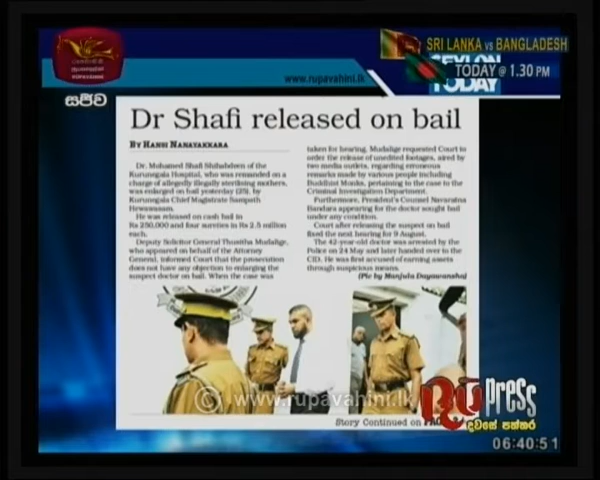 SRI LANKA vs BANGLADESH
TODAY @ 1.30 PM
CEYLON
TODAY
www.rupavahini.lk
සජීව
Dr Shafi released on bail
BY HANSI NANAYAKKARA
Dr. Mohamed Shafi Shihabdeen of the
Kurunegala Hospital, who was remanded on a
charge of allegedly illegally sterilising mothers,
was enlarged on bail yesterday (25), by
Kurunegala Chief Magistrate Sampath
Hewawasam.
He was released on cash bail in
Rs 250,000 and four sureties in Rs 2.5 million
each.
Deputy Solicitor General Thusitha Mudalige,
who appeared on behalf of the Attorney
General, informed Court that the prosecution
does not have any objection to enlarging the
suspect doctor on bail. When the case was
taken for hearing, Mudalige requested Court to
order the release of unedited footages, aired by
two media outlets, regarding erroneous
remarks made by various people including
Buddhist Monks, pertaining to the case to the
Criminal Investigation Department.
Furthermore, President's Counsel Navaratna
Bandara appearing for the doctor sought bail
under any condition.
Court after releasing the suspect on bail
fixed the next hearing for 9 August.
The 42-year-old doctor was arrested by the
Police on 24 May and later handed over to the
CID. He was first accused of earning assets
through suspicious means.
(Pic by Manjula Dayawansha)
© www.rupavahini.lk
Story Continued on
රූ press
දවසේ පත්තර
06:40:51